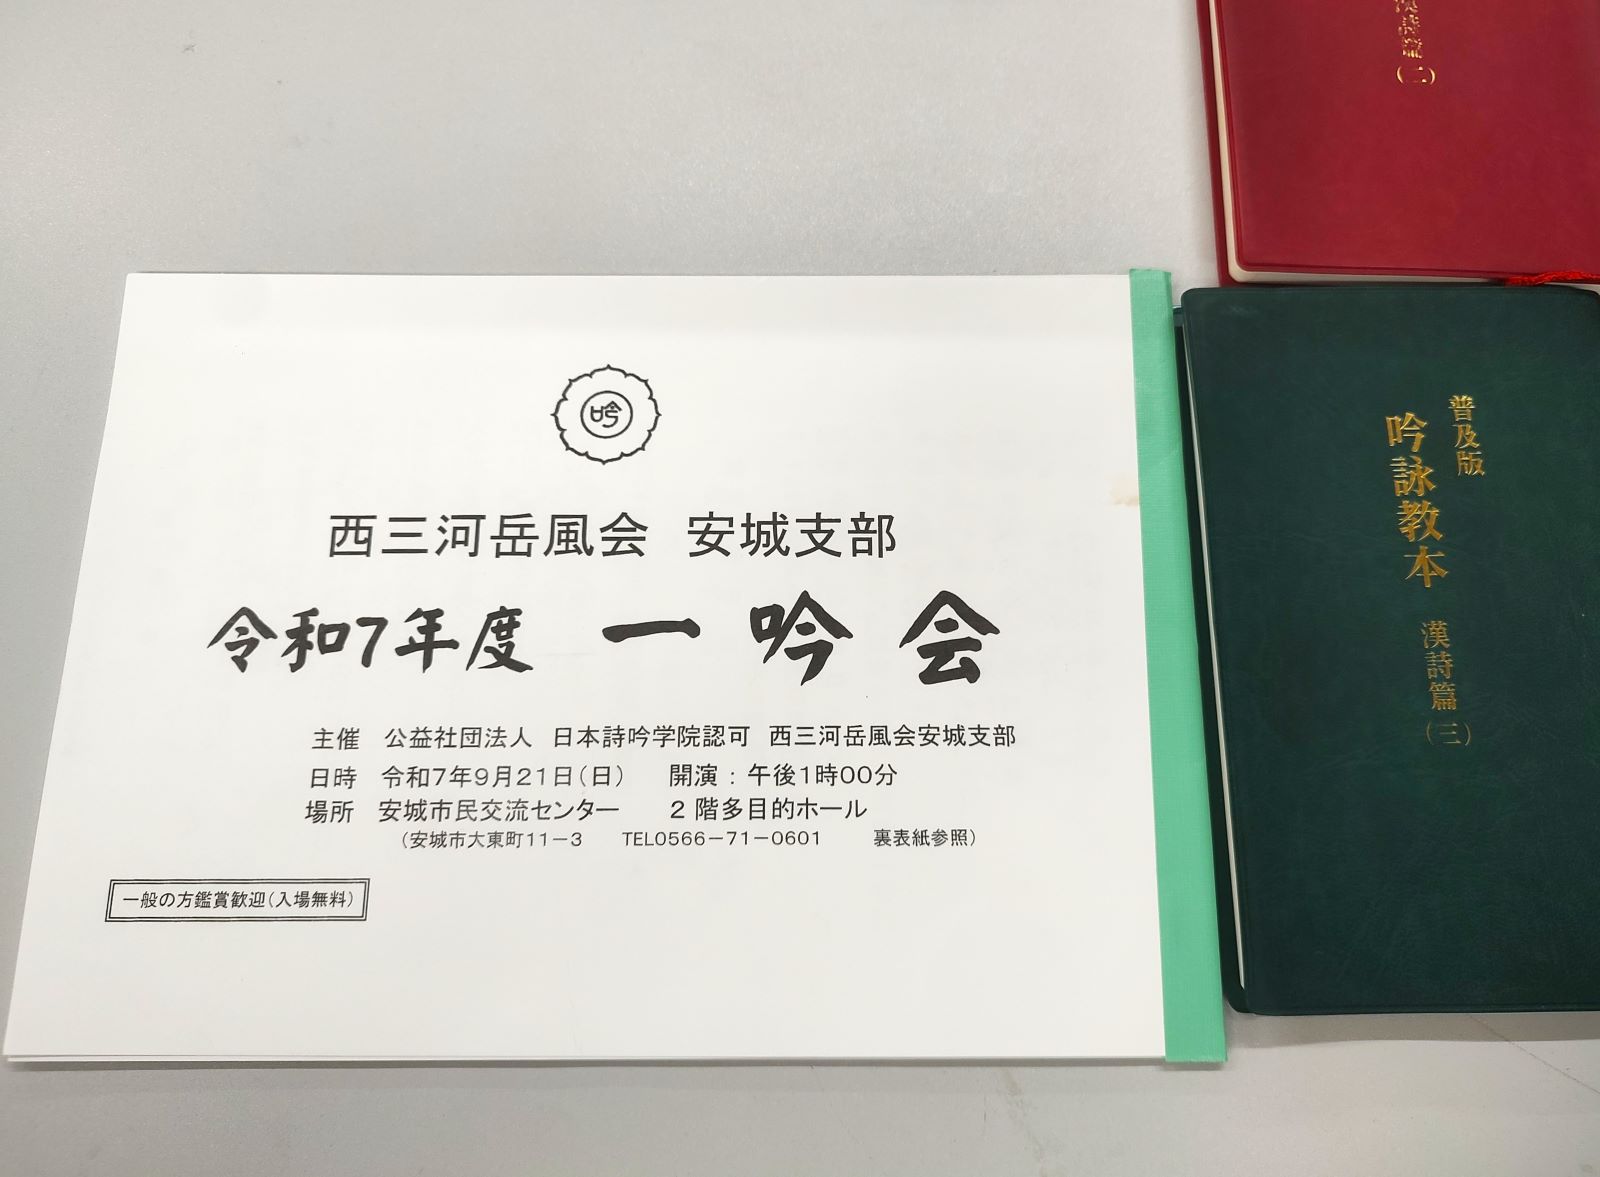 吟
西三河岳風会 安城支部
令和7年度 一吟会
主催 公益社団法人 日本詩吟学院認可 西三河岳風会安城支部
日時 令和7年9月21日(日) 開演:午後1時00分
場所 安城市民交流センター 2階多目的ホール
(安城市大東町11-3 TEL0566-71-0601 裏表紙参照)
一般の方鑑賞歓迎(入場無料)
漢詩篇(二)
普及版
吟詠教本 漢詩篇(三)